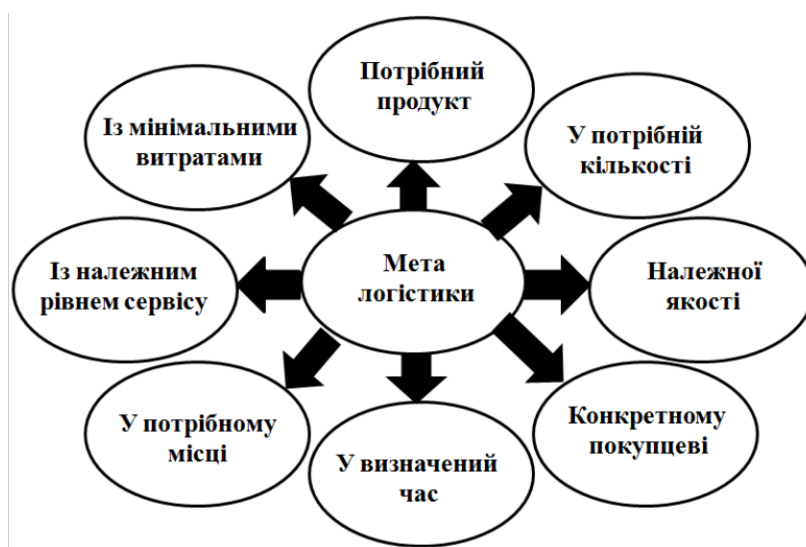 Потрібний
продукт
У потрібній
кількості
Належної
якості
Конкретному
покупцеві
У визначений
час
У потрібному
місці
Із належним
рівнем сервісу
Із мінімальними
витратами
Мета
логістики